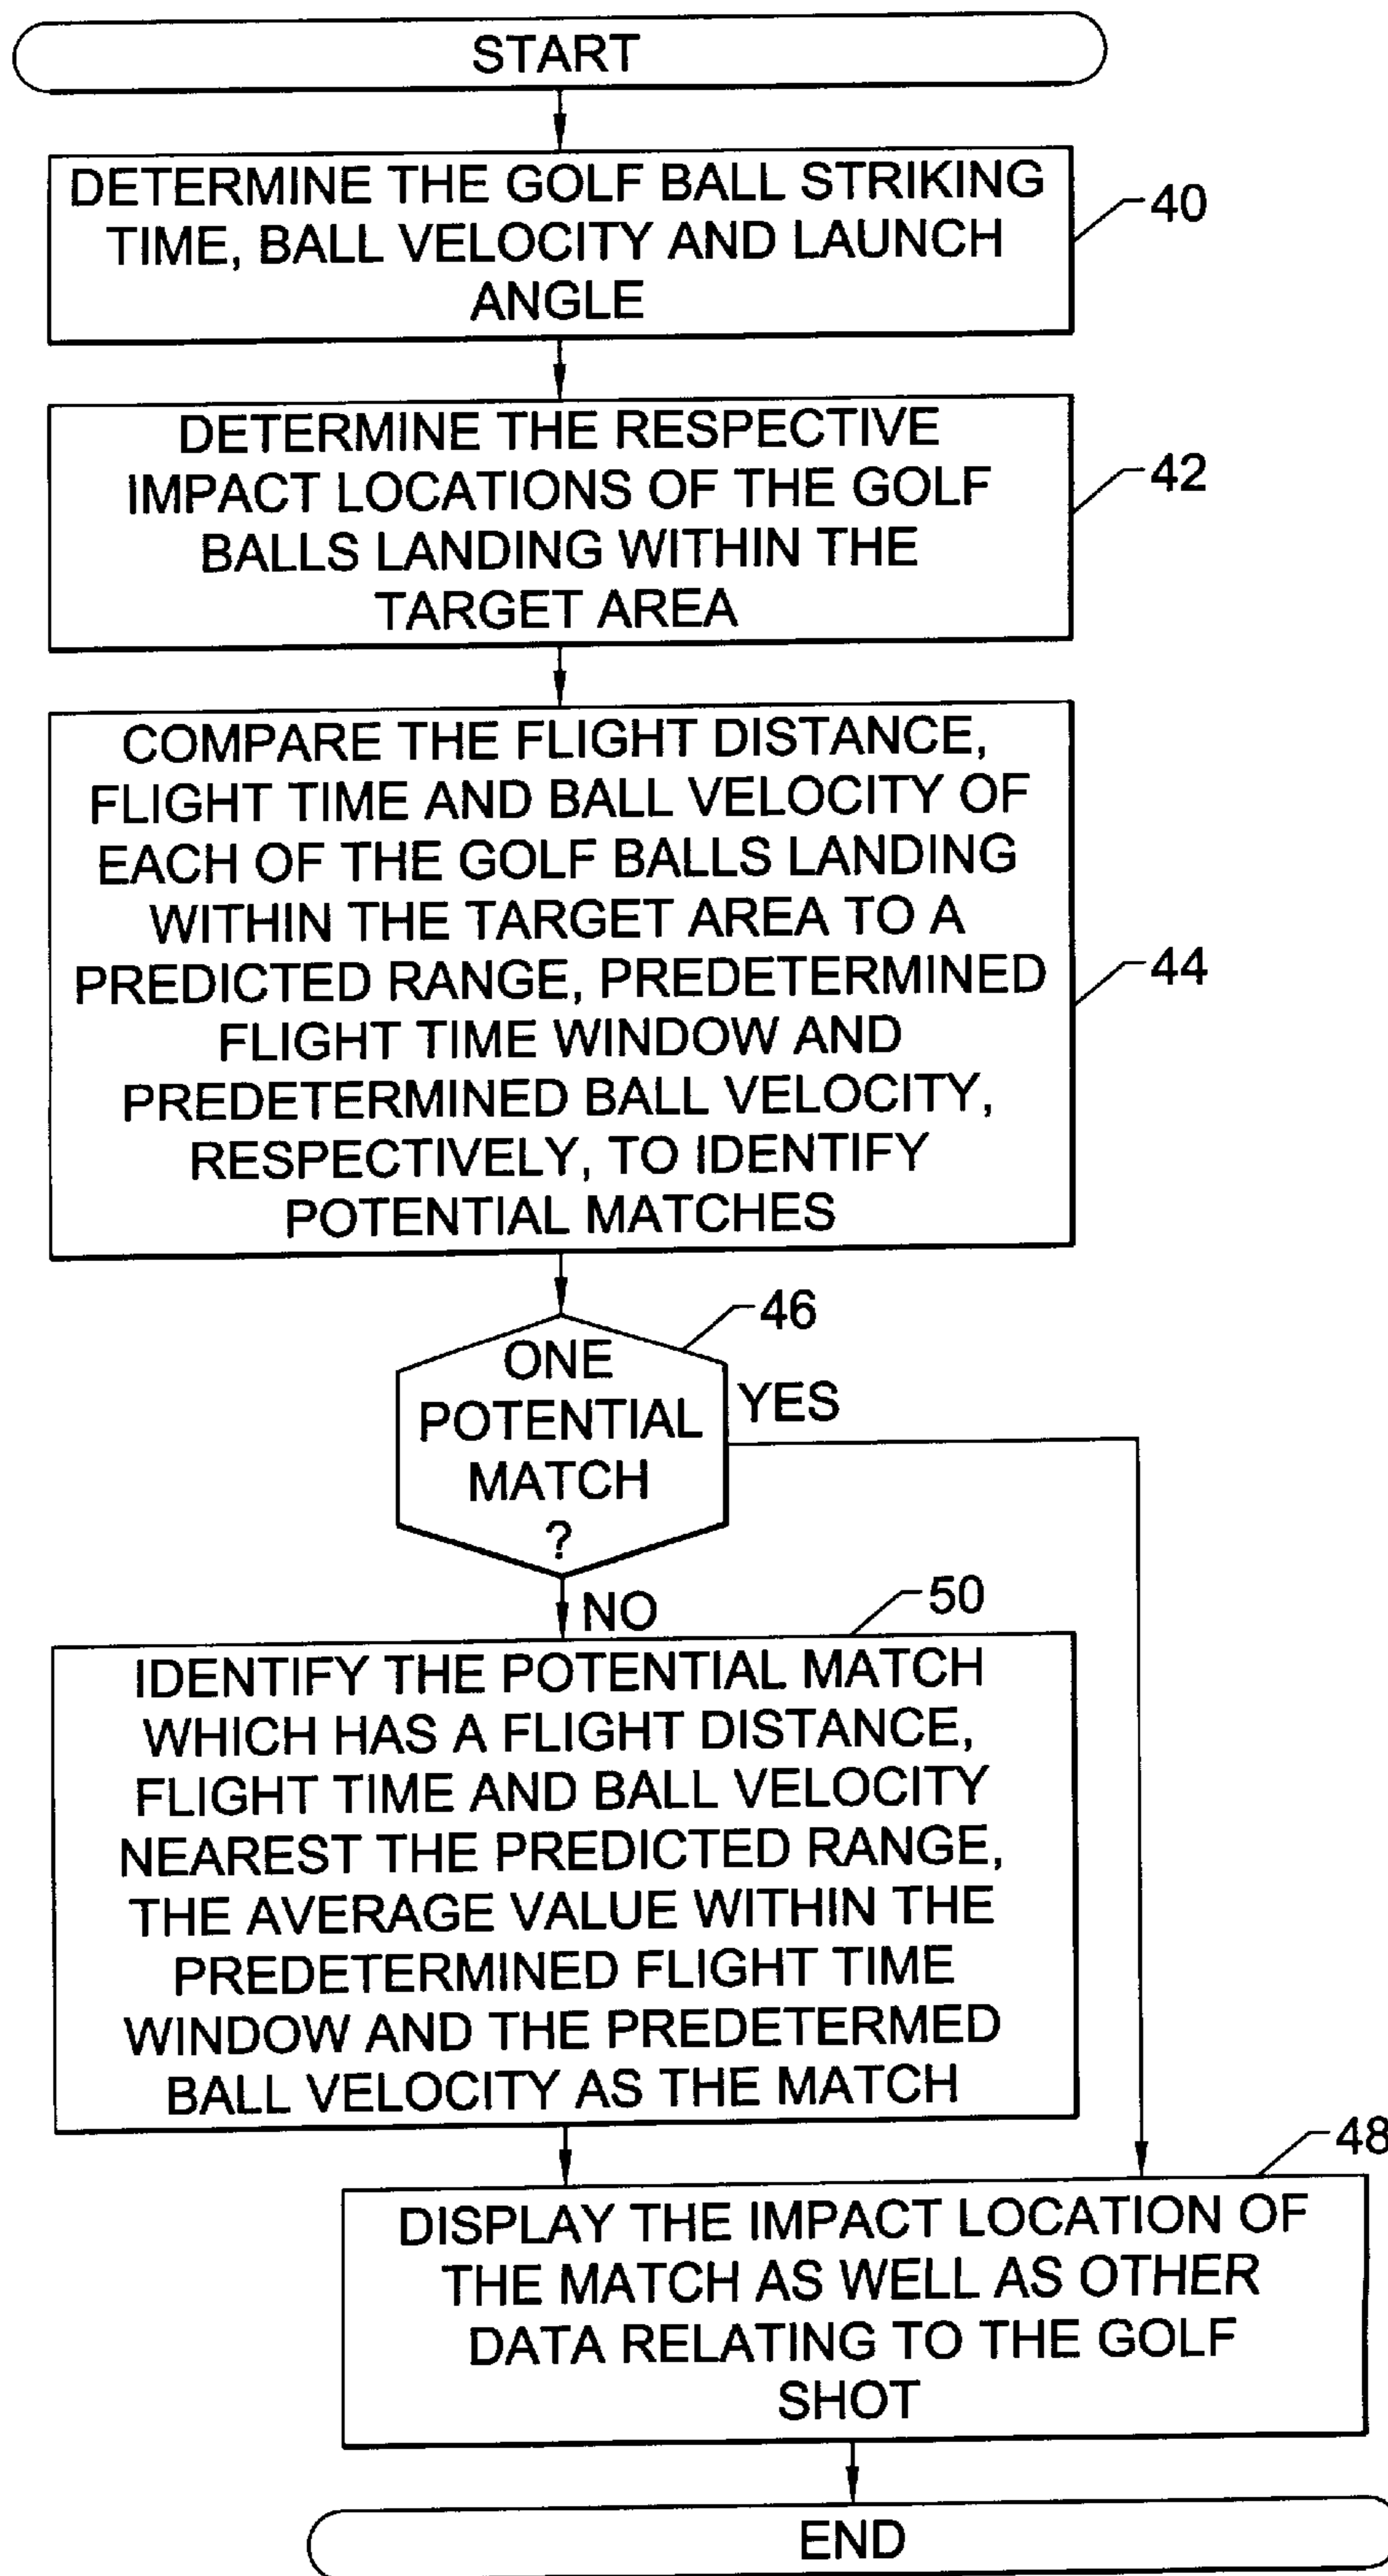 START
DETERMINE THE GOLF BALL STRIKING
TIME, BALL VELOCITY AND LAUNCH
ANGLE
40
DETERMINE THE RESPECTIVE
IMPACT LOCATIONS OF THE GOLF
BALLS LANDING WITHIN THE
TARGET AREA
42
COMPARE THE FLIGHT DISTANCE,
FLIGHT TIME AND BALL VELOCITY OF
EACH OF THE GOLF BALLS LANDING
WITHIN THE TARGET AREA TO A
PREDICTED RANGE, PREDETERMINED
FLIGHT TIME WINDOW AND
PREDETERMINED BALL VELOCITY,
RESPECTIVELY, TO IDENTIFY
POTENTIAL MATCHES
44
46
ONE
POTENTIAL
MATCH
?
YES
NO
50
IDENTIFY THE POTENTIAL MATCH
WHICH HAS A FLIGHT DISTANCE,
FLIGHT TIME AND BALL VELOCITY
NEAREST THE PREDICTED RANGE,
THE AVERAGE VALUE WITHIN THE
PREDETERMINED FLIGHT TIME
WINDOW AND THE PREDETERMED
BALL VELOCITY AS THE MATCH
48
DISPLAY THE IMPACT LOCATION OF
THE MATCH AS WELL AS OTHER
DATA RELATING TO THE GOLF
SHOT
END